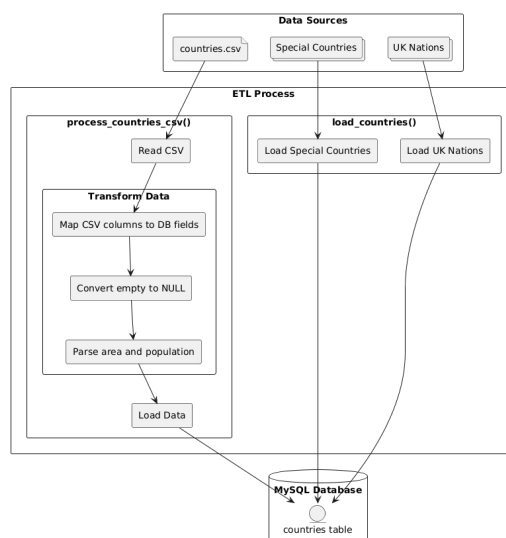 Data Sources
countries.csv
Special Countries
UK Nations
ETL Process
process_countries_csv()
load_countries()
Read CSV
Load Special Countries
Load UK Nations
Transform Data
Map CSV columns to DB fields
Convert empty to NULL
Parse area and population
Load Data
MySQL Database
countries table